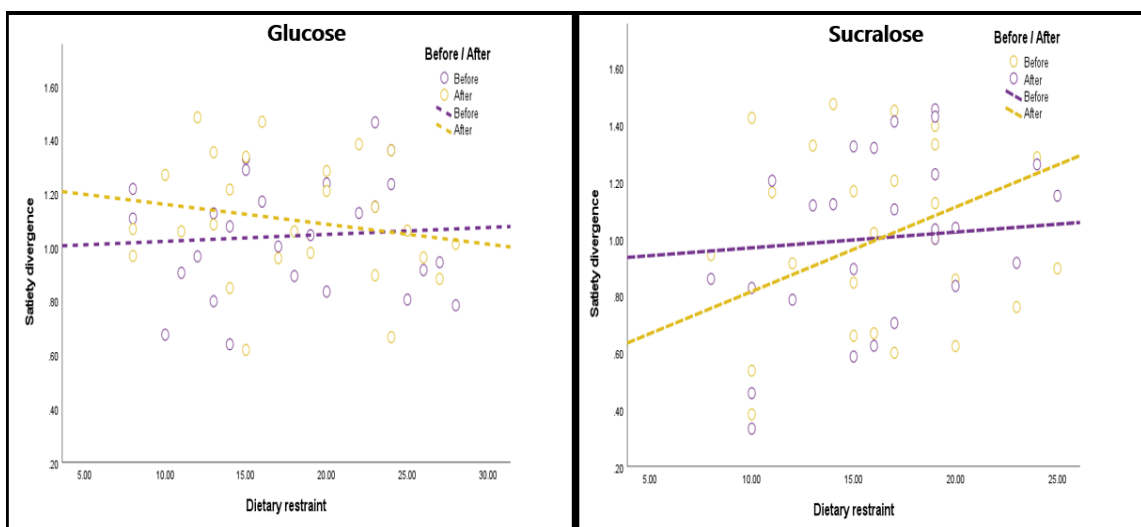 Glucose
Before / After
Before
After
Before
After
Satiety divergence
1.60
1.40
1.20
1.00
.80
.60
.40
.20
5.00 10.00 15.00 20.00 25.00 30.00
Dietary restraint
Sucralose
Before / After
Before
After
Before
After
Satiety divergence
1.60
1.40
1.20
1.00
.80
.60
.40
.20
5.00 10.00 15.00 20.00 25.00
Dietary restraint